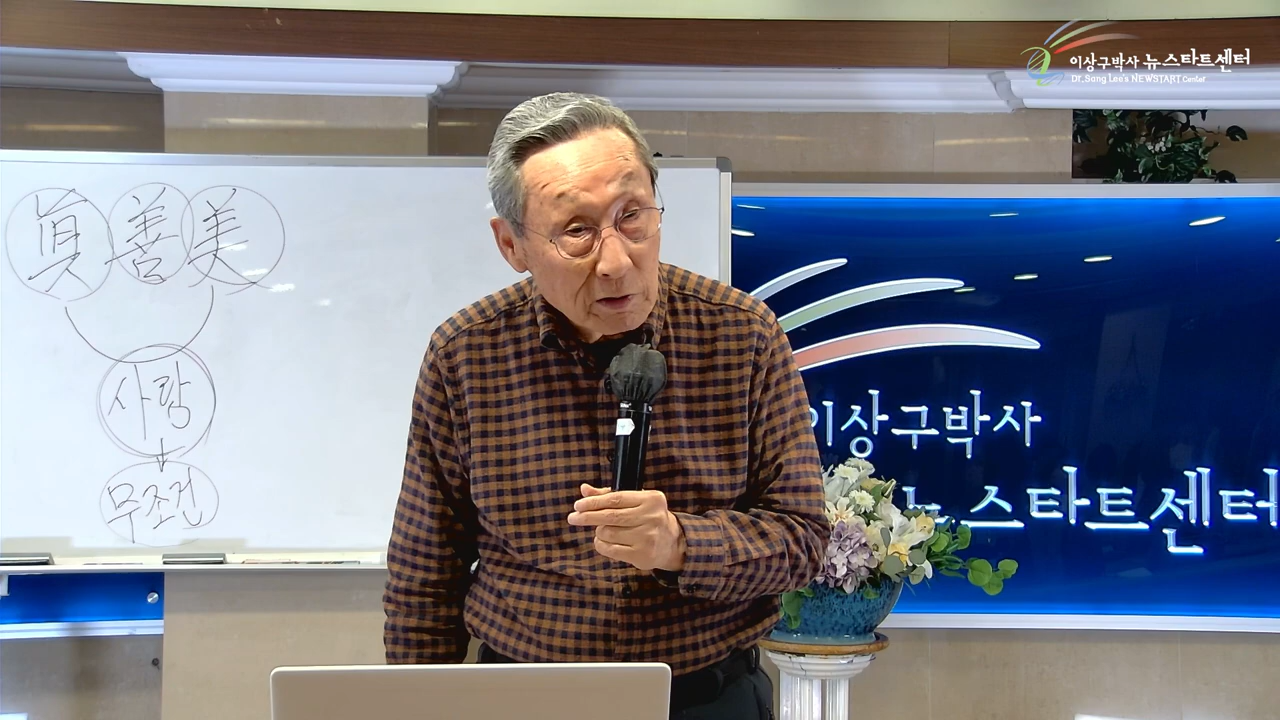 이상구박사 뉴스타트센터
Dr. Sang Lee's NEWSTART Center
眞 善 美
사랑
무조건
이상구박사
뉴스타트센터